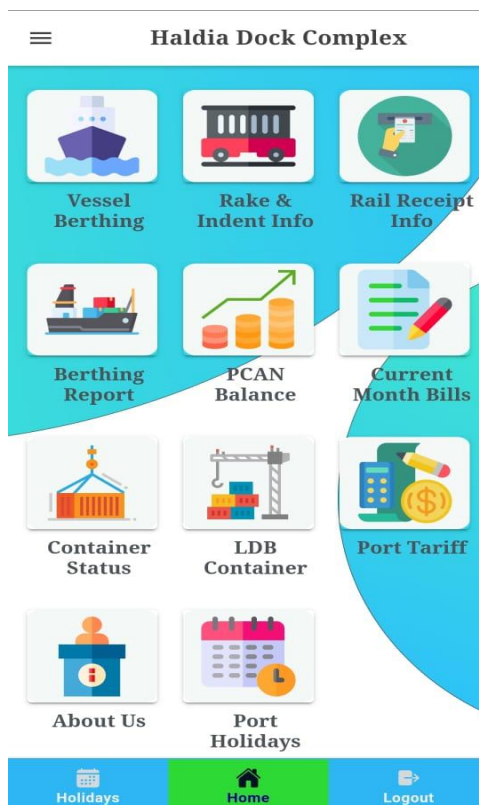 Haldia Dock Complex
Vessel
Berthing
Rake &
Indent Info
Rail Receipt
Info
Berthing
Report
PCAN
Balance
Current
Month Bills
Container
Status
LDB
Container
Port Tariff
About Us
Port
Holidays
Holidays
Home
Logout